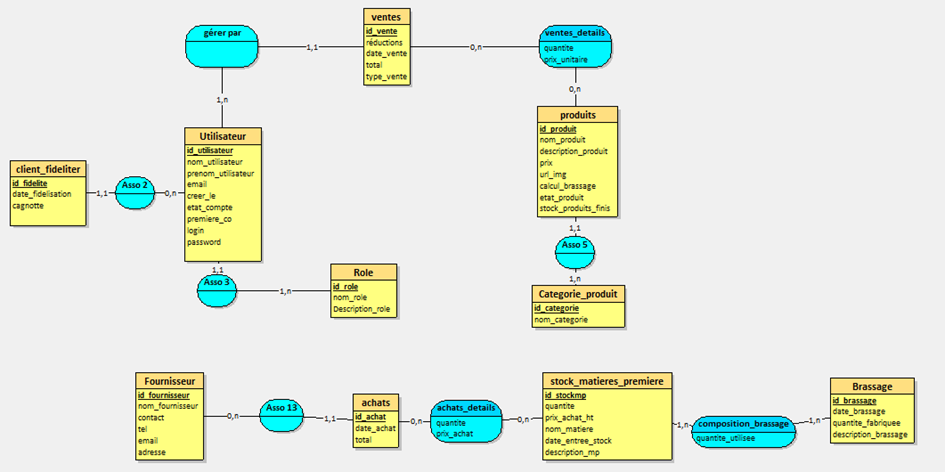 gérer par
1,1
ventes
id_vente
réductions
date_vente
total
type_vente
0,n
ventes_details
quantite
prix_unitaire
0,n
1,n
produits
id_produit
nom_produit
description_produit
prix
url_img
calcul_brassage
etat_produit
stock_produits_finis
Utilisateur
id_utilisateur
nom_utilisateur
prenom_utilisateur
email
creer_le
etat_compte
premiere_co
login
password
client_fideliter
id_fidelite
date_fidelisation
cagnotte
1,1
Asso 2
0,n
1,1
Asso 5
1,n
1,1
Asso 3
1,n
Role
id_role
nom_role
Description_role
Categorie_produit
id_categorie
nom_categorie
Fournisseur
id_fournisseur
nom_fournisseur
contact
tel
email
adresse
0,n
Asso 13
1,1
achats
id_achat
date_achat
total
0,n
achats_details
quantite
prix_achat
0,n
stock_matieres_premiere
id_stockmp
quantite
prix_achat_ht
nom_matiere
date_entree_stock
description_mp
1,n
composition_brassage
quantite_utilisee
1,n
Brassage
id_brassage
date_brassage
quantite_fabriquee
description_brassage